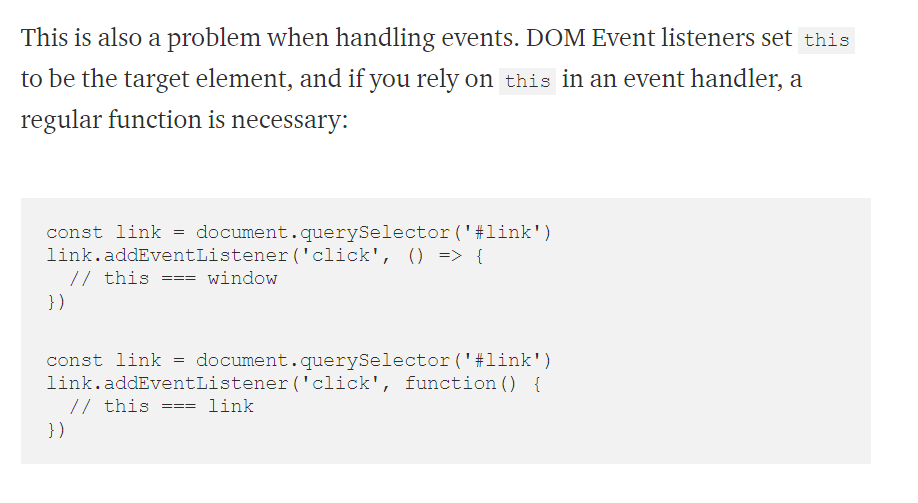 This is also a problem when handling events. DOM Event listeners set this
to be the target element, and if you rely on this in an event handler, a
regular function is necessary:
const link = document.querySelector('#link')
link.addEventListener('click', () => {
  // this === window
})
const link = document.querySelector('#link')
link.addEventListener('click', function() {
  // this === link
})